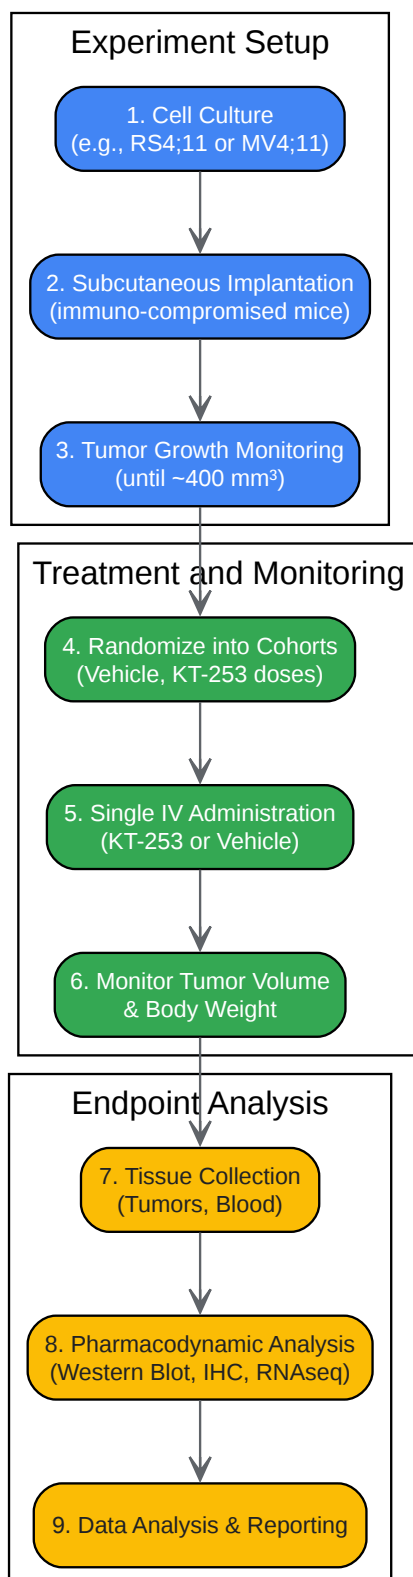 Experiment Setup
1. Cell Culture
(e.g., RS4;11 or MV4;11)
2. Subcutaneous Implantation
(immuno-compromised mice)
3. Tumor Growth Monitoring
(until ~400 mm³)
Treatment and Monitoring
4. Randomize into Cohorts
(Vehicle, KT-253 doses)
5. Single IV Administration
(KT-253 or Vehicle)
6. Monitor Tumor Volume
& Body Weight
Endpoint Analysis
7. Tissue Collection
(Tumors, Blood)
8. Pharmacodynamic Analysis
(Western Blot, IHC, RNAseq)
9. Data Analysis & Reporting